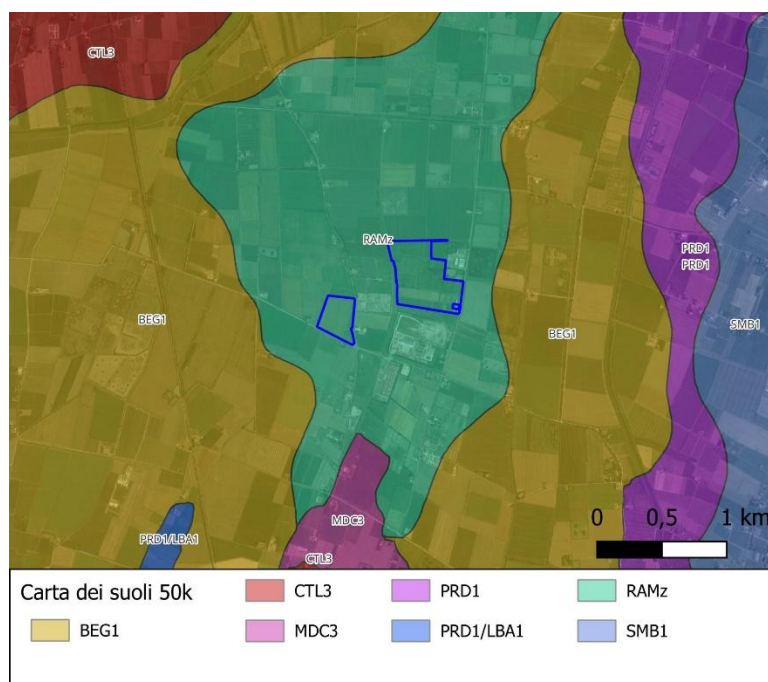 CTL3
RAMz
PRD1
PRD1
BEG1
BEG1
SMB1
MDC3
PRD1/LBA1
CTL3
0 0,5 1 km
Carta dei suoli 50k
CTL3
PRD1
RAMz
BEG1
MDC3
PRD1/LBA1
SMB1